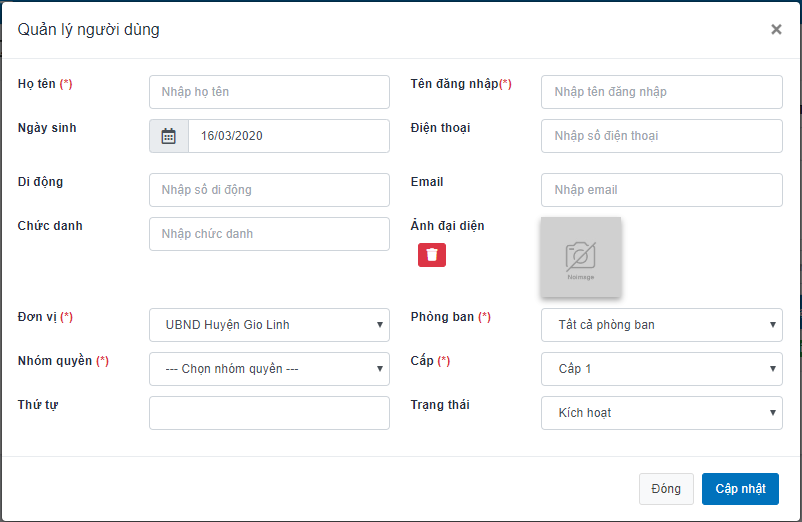 Quản lý người dùng
×
Họ tên (*)
Nhập họ tên
Tên đăng nhập(*)
Nhập tên đăng nhập
Ngày sinh
16/03/2020
Điện thoại
Nhập số điện thoại
Di động
Nhập số di động
Email
Nhập email
Chức danh
Nhập chức danh
Ảnh đại diện
Noimage
Đơn vị (*)
UBND Huyện Gio Linh
Phòng ban (*)
Tất cả phòng ban
Nhóm quyền (*)
--- Chọn nhóm quyền ---
Cấp (*)
Cấp 1
Thứ tự
Trạng thái
Kích hoạt
Đóng
Cập nhật